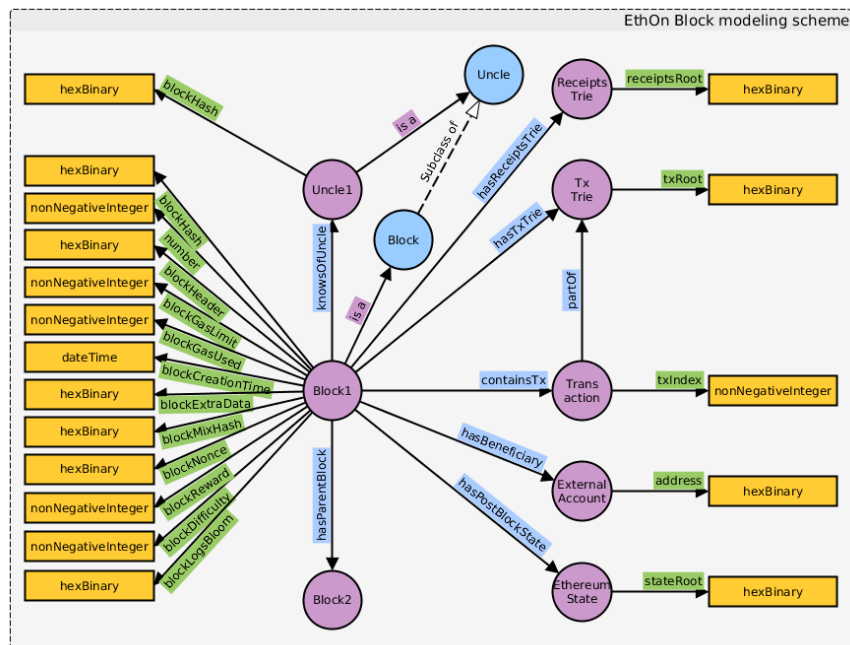 EthOn Block modeling scheme
hexBinary
blockHash
Uncle
is a
Receipts
Trie
receiptsRoot
hexBinary
Subclass of
hasReceiptsTrie
hexBinary
nonNegativeInteger
hexBinary
nonNegativeInteger
nonNegativeInteger
dateTime
hexBinary
hexBinary
hexBinary
nonNegativeInteger
nonNegativeInteger
hexBinary
blockHash
number
blockHeader
blockGasLimit
blockGasUsed
blockCreationTime
blockExtraData
blockMixHash
blockNonce
blockReward
blockDifficulty
blockLogsBloom
Uncle1
knowsOfUncle
Block
is a
hasTxTrie
Tx
Trie
txRoot
hexBinary
partOf
Block1
containsTx
Trans
action
txIndex
nonNegativeInteger
hasBeneficiary
External
Account
address
hexBinary
hasParentBlock
hasPostBlockState
Ethereum
State
stateRoot
hexBinary
Block2